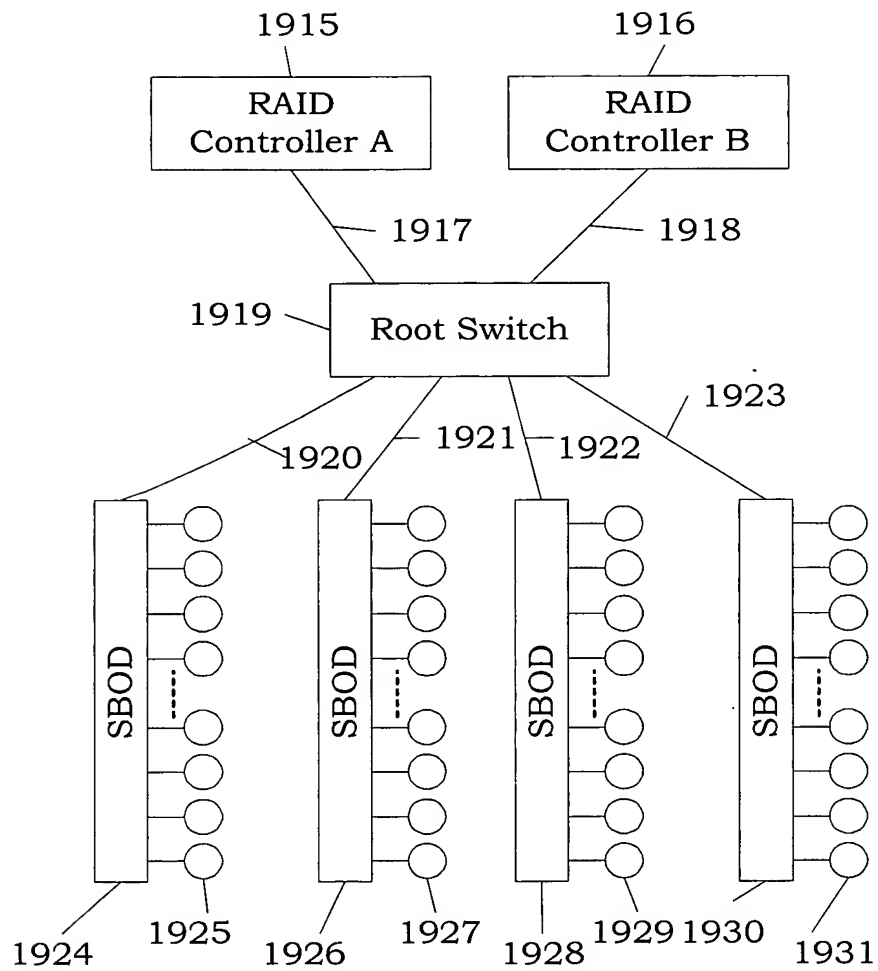 1915
1916
RAID
Controller A
RAID
Controller B
1917
1918
1919
Root Switch
1920
1921
1922
1923
SBOD
SBOD
SBOD
SBOD
1924
1925
1926
1927
1928
1929
1930
1931